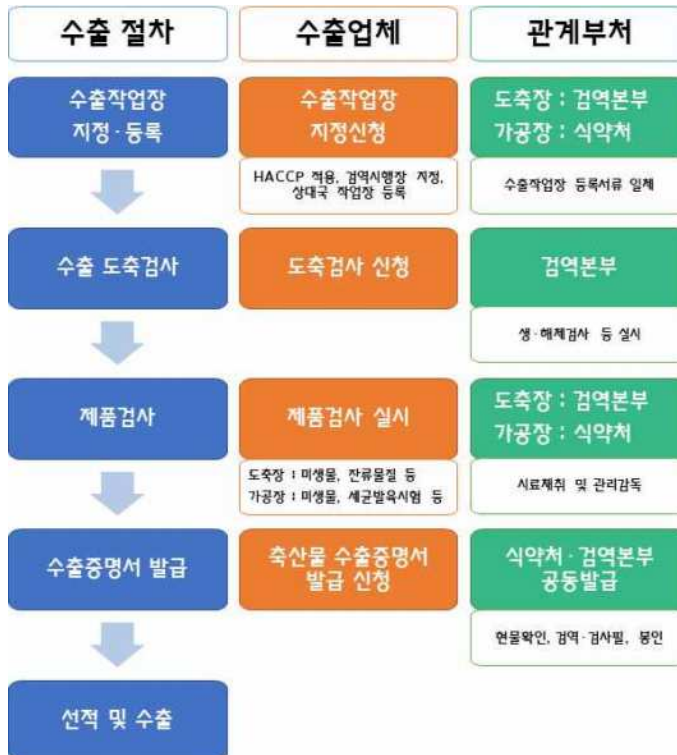 수출 절차
수출업체
관계부처
수출작업장
지정·등록
수출작업장
지정신청
도축장 : 검역본부
가공장 : 식약처
HACCP 적용, 검역시행장 지정,
상대국 작업장 등록
수출작업장 등록서류 일체
수출 도축검사
도축검사 신청
검역본부
생·해체검사 등 실시
제품검사
제품검사 실시
도축장 : 검역본부
가공장 : 식약처
도축장 : 미생물, 잔류물질 등
가공장 : 미생물, 세균발육시험 등
시료채취 및 관리감독
수출증명서 발급
축산물 수출증명서
발급 신청
식약처·검역본부
공동발급
현물확인, 검역·검사필, 봉인
선적 및 수출